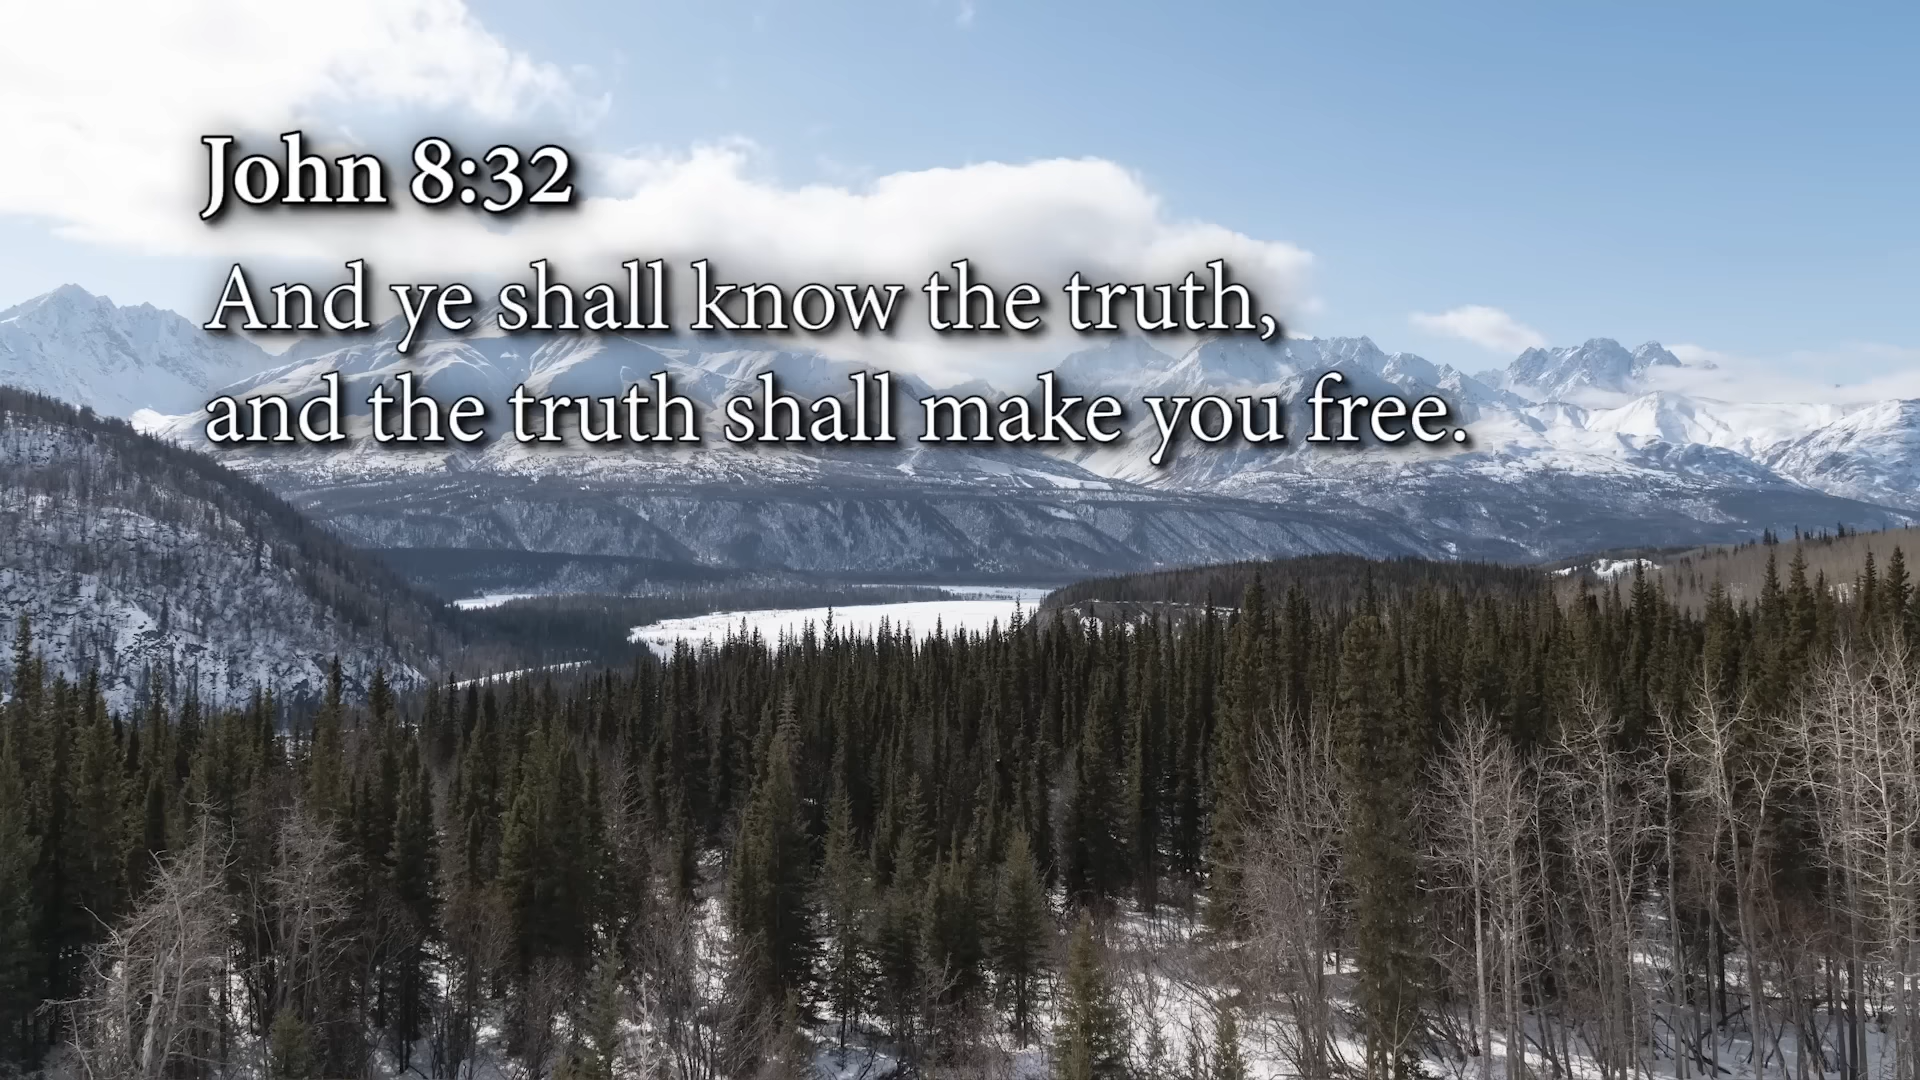 John 8:32
And ye shall know the truth,
and the truth shall make you free.